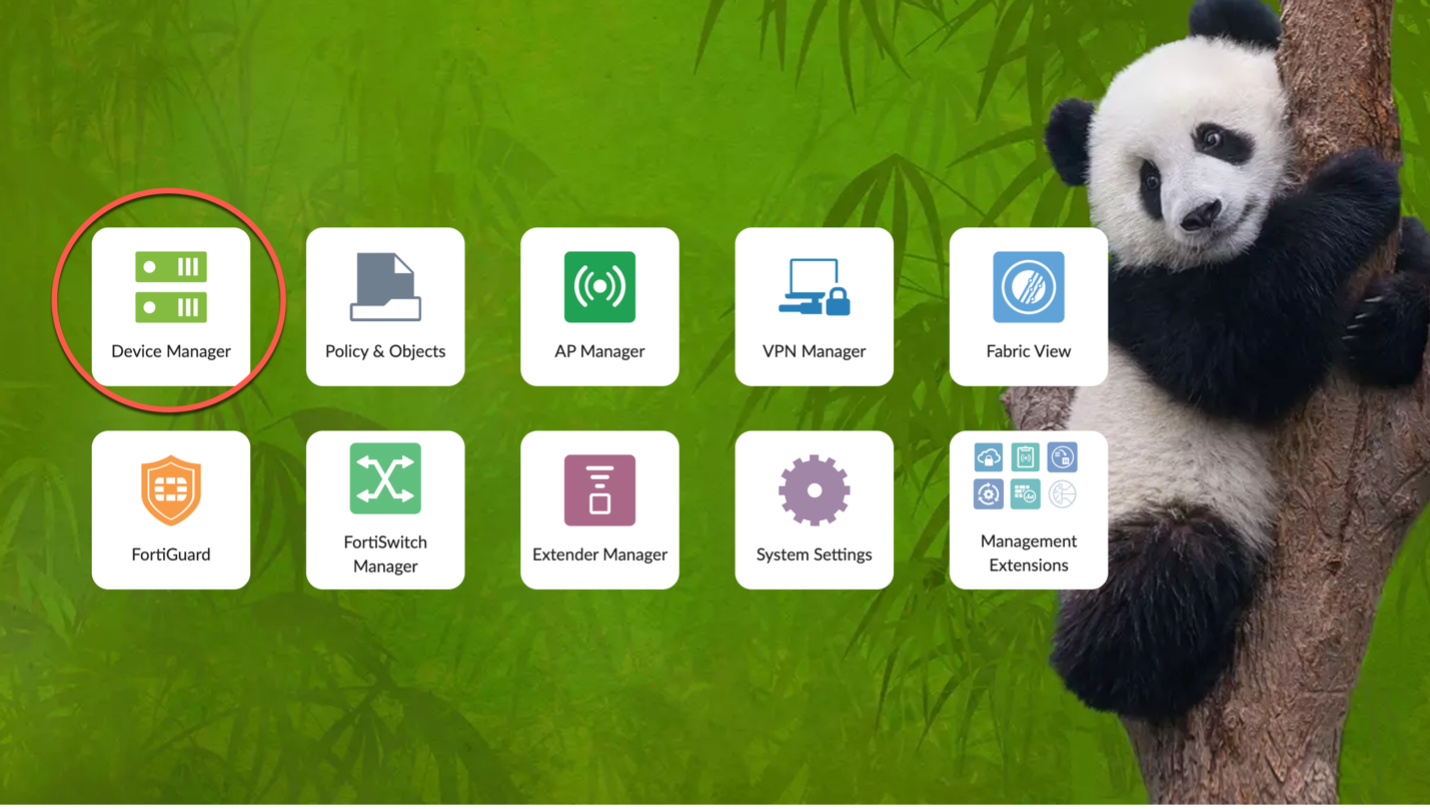 Device Manager
Policy & Objects
AP Manager
VPN Manager
Fabric View
FortiGuard
FortiSwitch
Manager
Extender Manager
System Settings
Management
Extensions